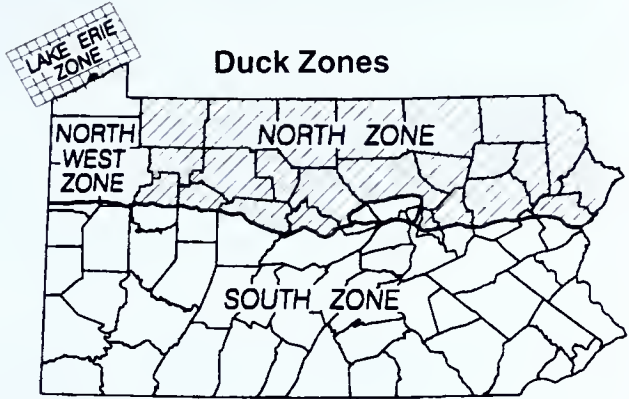 Duck Zones
LAKE ERIE
ZONE
NORTH
WEST
ZONE
NORTH ZONE
SOUTH ZONE